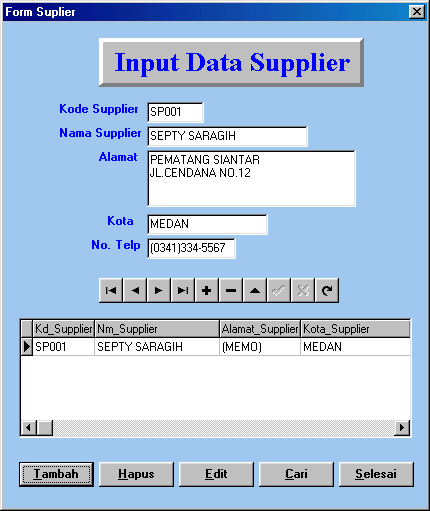 Form Suplier
Input Data Supplier
Kode Supplier SP001
Nama Supplier SEPTY SARAGIH
Alamat PEMATANG SIANTAR
JL.CENDANA NO.12
Kota MEDAN
No. Telp (0341)334-5567
Kd_Supplier Nm_Supplier Alamat_Supplier Kota_Supplier
SP001 SEPTY SARAGIH (MEMO) MEDAN
Tambah Hapus Edit Cari Selesai